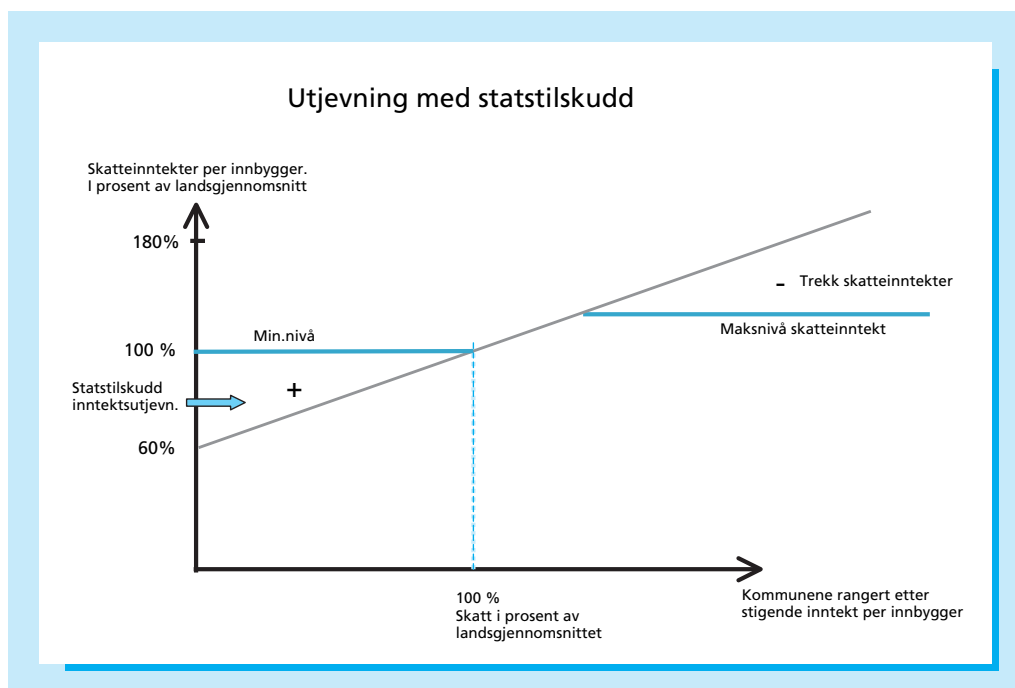 Utjevning med statstilskudd
Skatteinntekter per innbygger.
I prosent av landsgjennomsnitt
180%
- Trekk skatteinntekter
Maksnivå skatteinntekt
Min.nivå
100 %
+
Statstilskudd
inntektsutjevn.
60%
100 %
Skatt i prosent av
landsgjennomsnittet
Kommunene rangert etter
stigende inntekt per innbygger